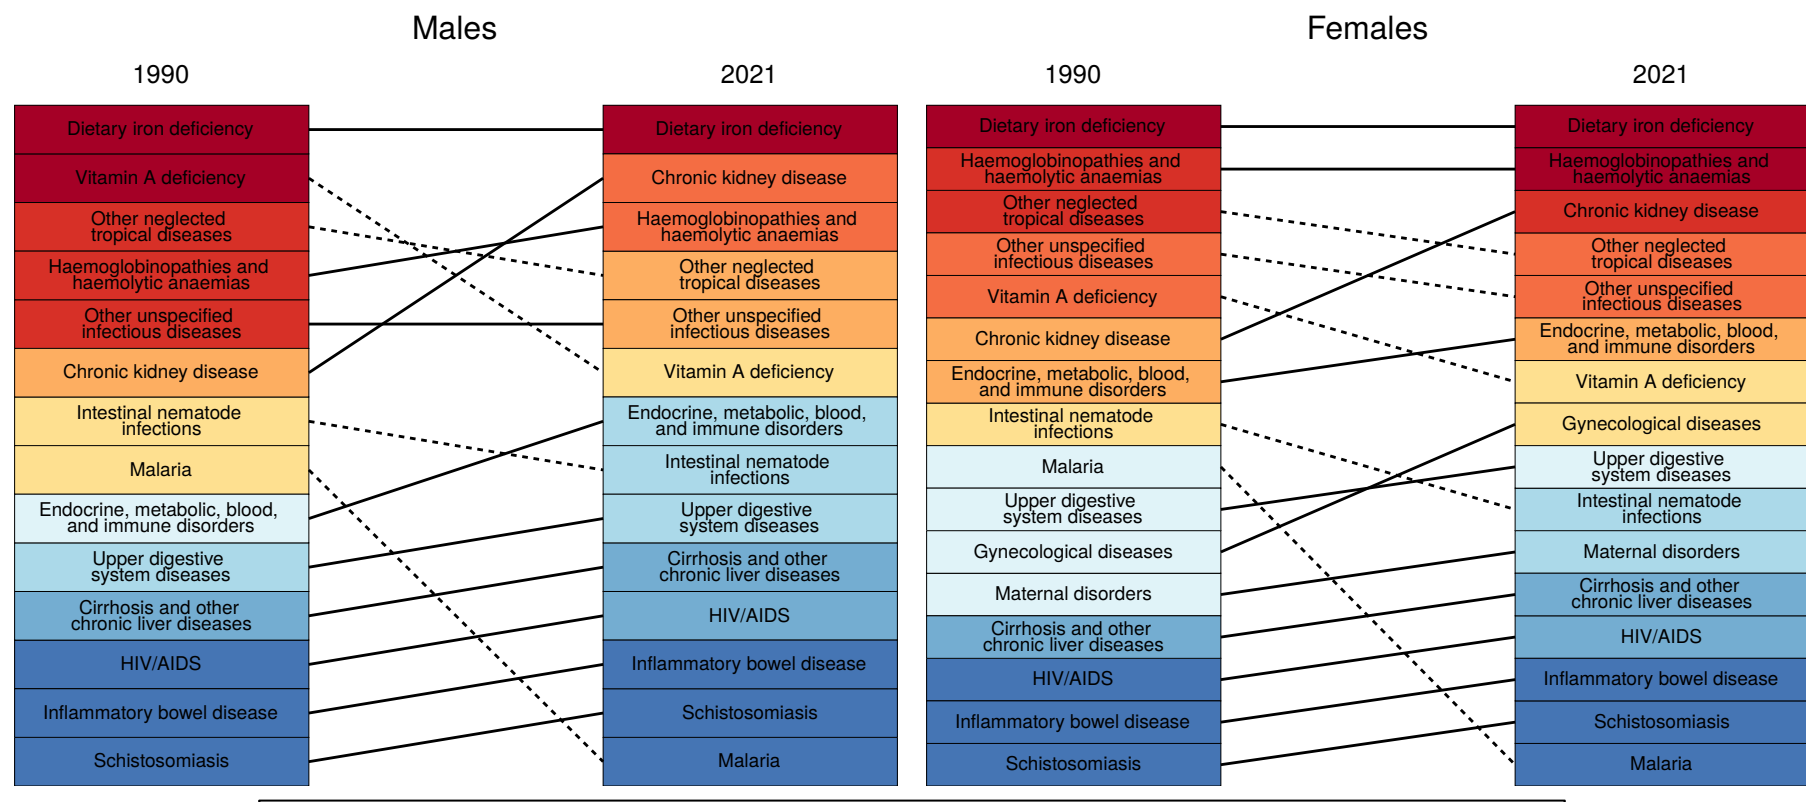 Males
1990
2021
Dietary iron deficiency
Vitamin A deficiency
Other neglected
tropical diseases
Haemoglobinopathies and
haemolytic anaemias
Other unspecified
infectious diseases
Chronic kidney disease
Intestinal nematode
infections
Malaria
Endocrine, metabolic, blood,
and immune disorders
Upper digestive
system diseases
Cirrhosis and other
chronic liver diseases
HIV/AIDS
Inflammatory bowel disease
Schistosomiasis
Dietary iron deficiency
Chronic kidney disease
Haemoglobinopathies and
haemolytic anaemias
Other neglected
tropical diseases
Other unspecified
infectious diseases
Vitamin A deficiency
Endocrine, metabolic, blood,
and immune disorders
Intestinal nematode
infections
Upper digestive
system diseases
Cirrhosis and other
chronic liver diseases
HIV/AIDS
Inflammatory bowel disease
Schistosomiasis
Malaria
Females
1990
2021
Dietary iron deficiency
Haemoglobinopathies and
haemolytic anaemias
Other neglected
tropical diseases
Other unspecified
infectious diseases
Vitamin A deficiency
Chronic kidney disease
Endocrine, metabolic, blood,
and immune disorders
Intestinal nematode
infections
Malaria
Upper digestive
system diseases
Gynecological diseases
Maternal disorders
Cirrhosis and other
chronic liver diseases
HIV/AIDS
Inflammatory bowel disease
Schistosomiasis
Dietary iron deficiency
Haemoglobinopathies and
haemolytic anaemias
Chronic kidney disease
Other neglected
tropical diseases
Other unspecified
infectious diseases
Endocrine, metabolic, blood,
and immune disorders
Vitamin A deficiency
Gynecological diseases
Upper digestive
system diseases
Intestinal nematode
infections
Maternal disorders
Cirrhosis and other
chronic liver diseases
HIV/AIDS
Inflammatory bowel disease
Schistosomiasis
Malaria